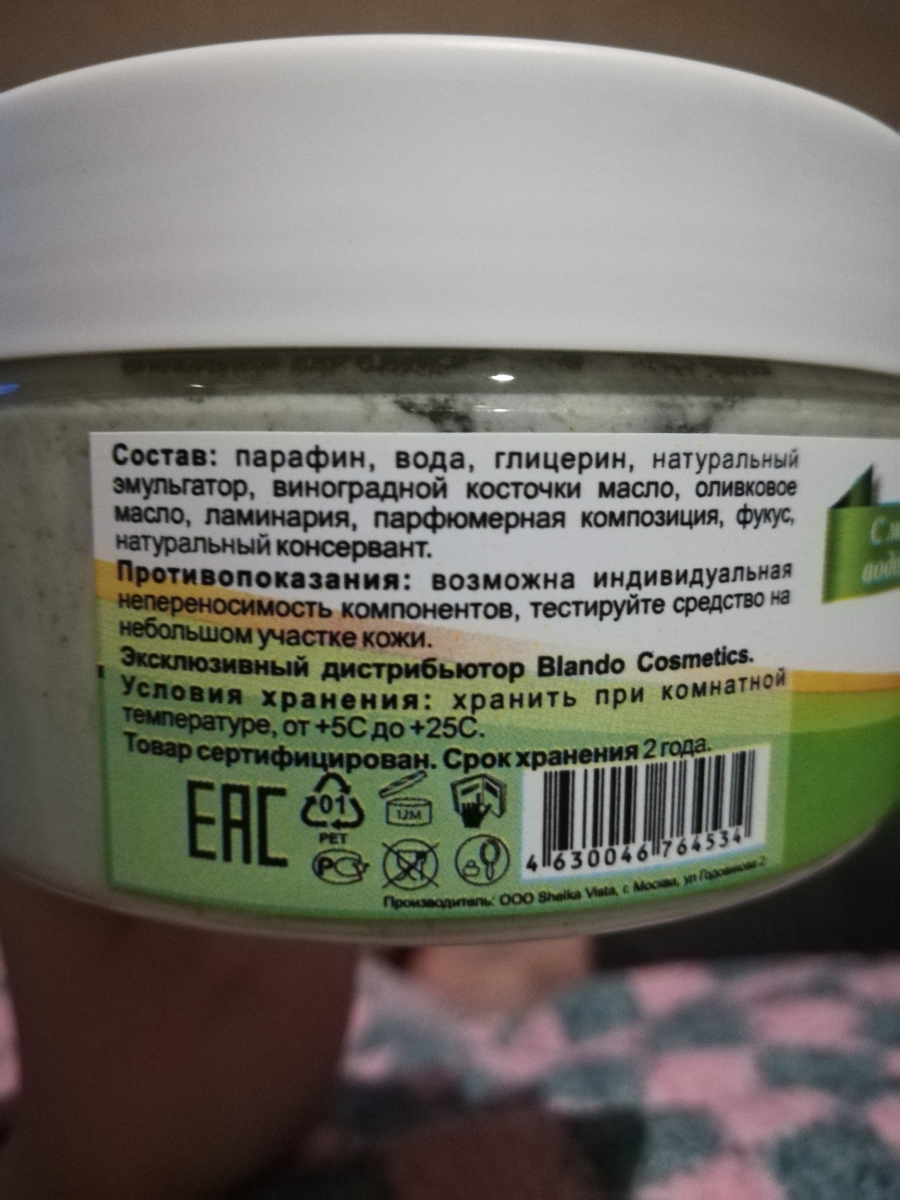 Состав: парафин, вода, глицерин, натуральный
эмульгатор, виноградной косточки масло, оливковое
масло, ламинария, парфюмерная композиция, фукус,
натуральный консервант.
Противопоказания: возможна индивидуальная
непереносимость компонентов, тестируйте средство на
небольшом участке кожи.
Эксклюзивный дистрибьютор Blando Cosmetics.
Условия хранения: хранить при комнатной
температуре, от +5С до +25С.
Товар сертифицирован. Срок хранения 2 года.
EAC
01
PET
12M
РСТ
4 630046 764534
Производитель: ООО Shelka Vista, г. Москва, ул
С